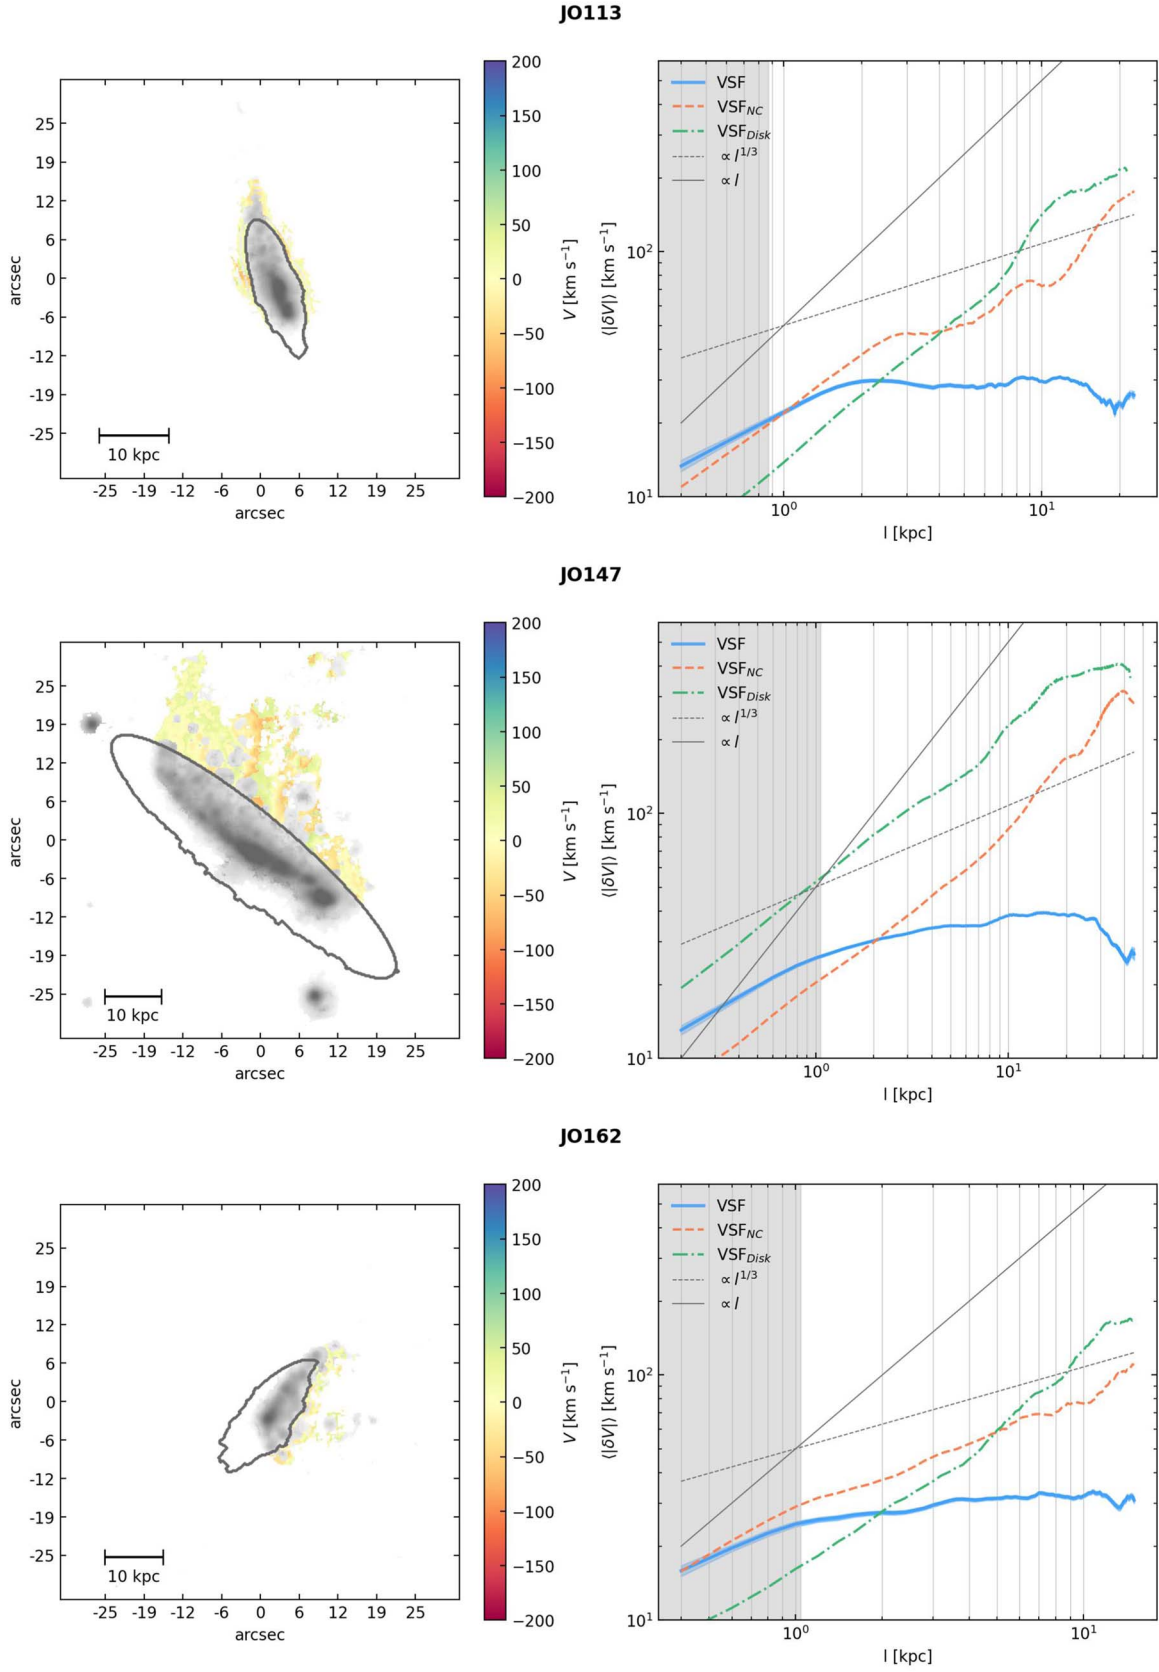 JO113
25
19
12
6
0
-6
-12
-19
-25
arcsec
10 kpc
-25 -19 -12 -6 0 6 12 19 25
arcsec
200
150
100
50
0
−50
−100
−150
−200
V [km s⁻¹]
VSF
VSF_NC
VSF_Disk
∝ l^1/3
∝ l
⟨|δV|⟩ [km s⁻¹]
10²
10¹
10⁰ 10¹
l [kpc]
JO147
25
19
12
6
0
-6
-12
-19
-25
arcsec
10 kpc
-25 -19 -12 -6 0 6 12 19 25
arcsec
200
150
100
50
0
−50
−100
−150
−200
V [km s⁻¹]
VSF
VSF_NC
VSF_Disk
∝ l^1/3
∝ l
⟨|δV|⟩ [km s⁻¹]
10²
10¹
10⁰ 10¹
l [kpc]
JO162
25
19
12
6
0
-6
-12
-19
-25
arcsec
10 kpc
-25 -19 -12 -6 0 6 12 19 25
arcsec
200
150
100
50
0
−50
−100
−150
−200
V [km s⁻¹]
VSF
VSF_NC
VSF_Disk
∝ l^1/3
∝ l
⟨|δV|⟩ [km s⁻¹]
10²
10¹
10⁰ 10¹
l [kpc]